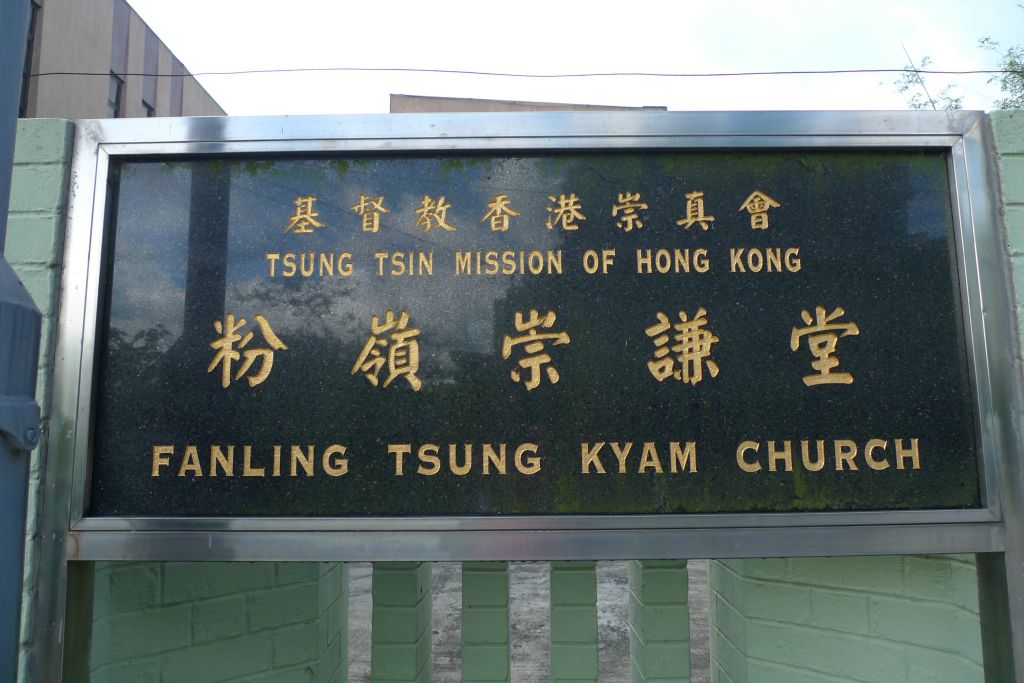 基督教香港崇真會
TSUNG TSIN MISSION OF HONG KONG
粉嶺崇謙堂
FANLING TSUNG KYAM CHURCH